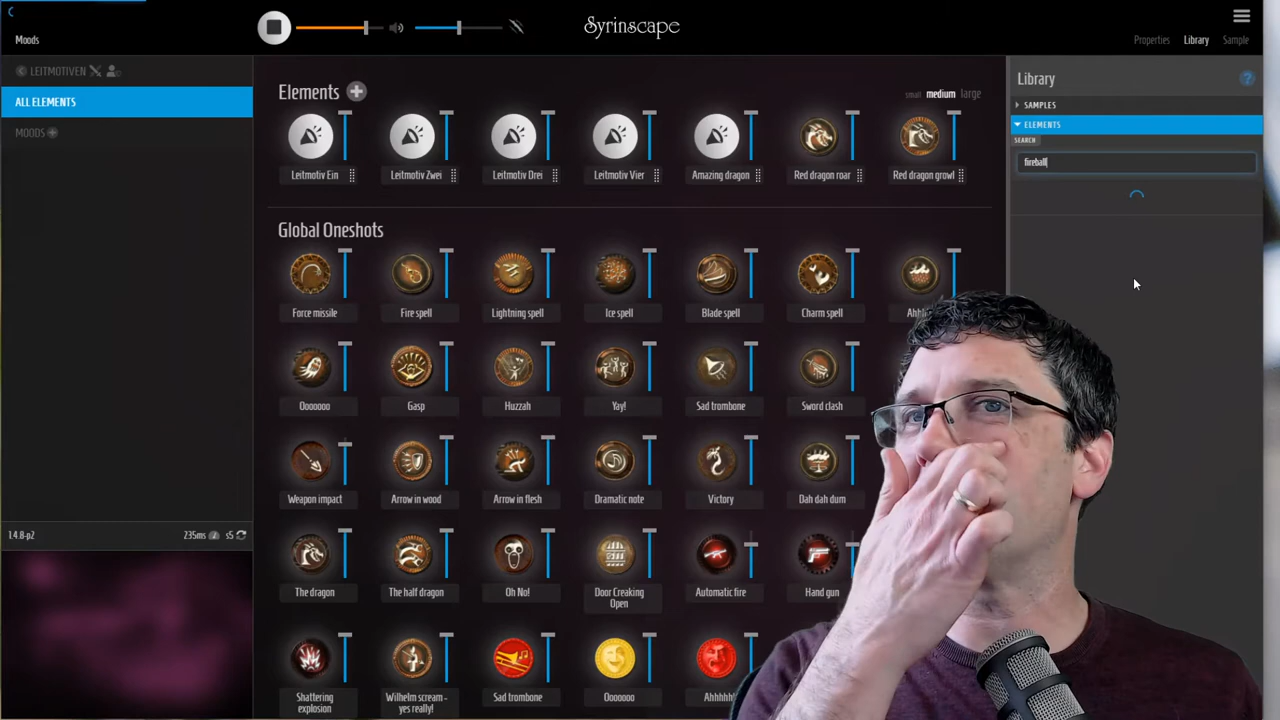 Syrinscape
Moods
Properties
Library
Sample
LEITMOTIVEN
ALL ELEMENTS
MOODS
1.4.8-p2
235ms
s5
Elements
small
medium
large
Leitmotiv Ein
Leitmotiv Zwei
Leitmotiv Drei
Leitmotiv Vier
Amazing dragon
Red dragon roar
Red dragon growl
Global Oneshots
Force missile
Fire spell
Lightning spell
Ice spell
Blade spell
Charm spell
Ooooooo
Gasp
Huzzah
Yay!
Sad trombone
Sword clash
Weapon impact
Arrow in wood
Arrow in flesh
Dramatic note
Victory
Dah dah dum
The dragon
The half dragon
Oh No!
Door Creaking
Open
Automatic fire
Hand gun
Shattering
explosion
Wilhelm scream -
yes really!
Sad trombone
Ooooooo
Library
?
SAMPLES
ELEMENTS
SEARCH
fireball